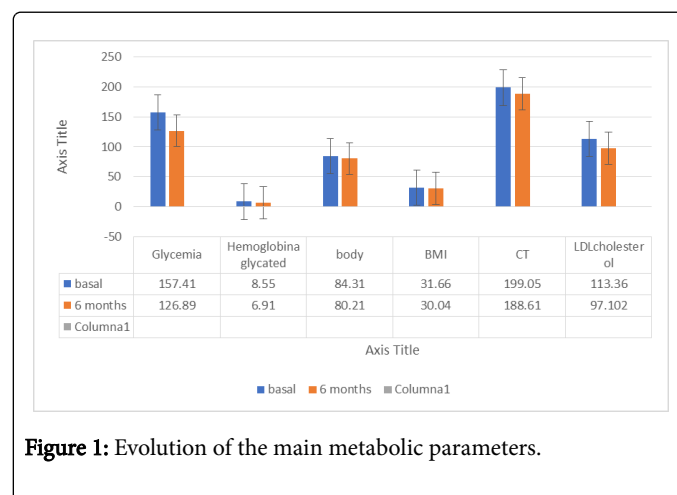 250
200
150
100
50
0
-50
Axis Title
Glycemia Hemoglobina glycated body BMI CT LDLcholester
ol
basal 157.41 8.55 84.31 31.66 199.05 113.36
6 months 126.89 6.91 80.21 30.04 188.61 97.102
Columna1
Axis Title
basal 6 months Columna1
Figure 1: Evolution of the main metabolic parameters.